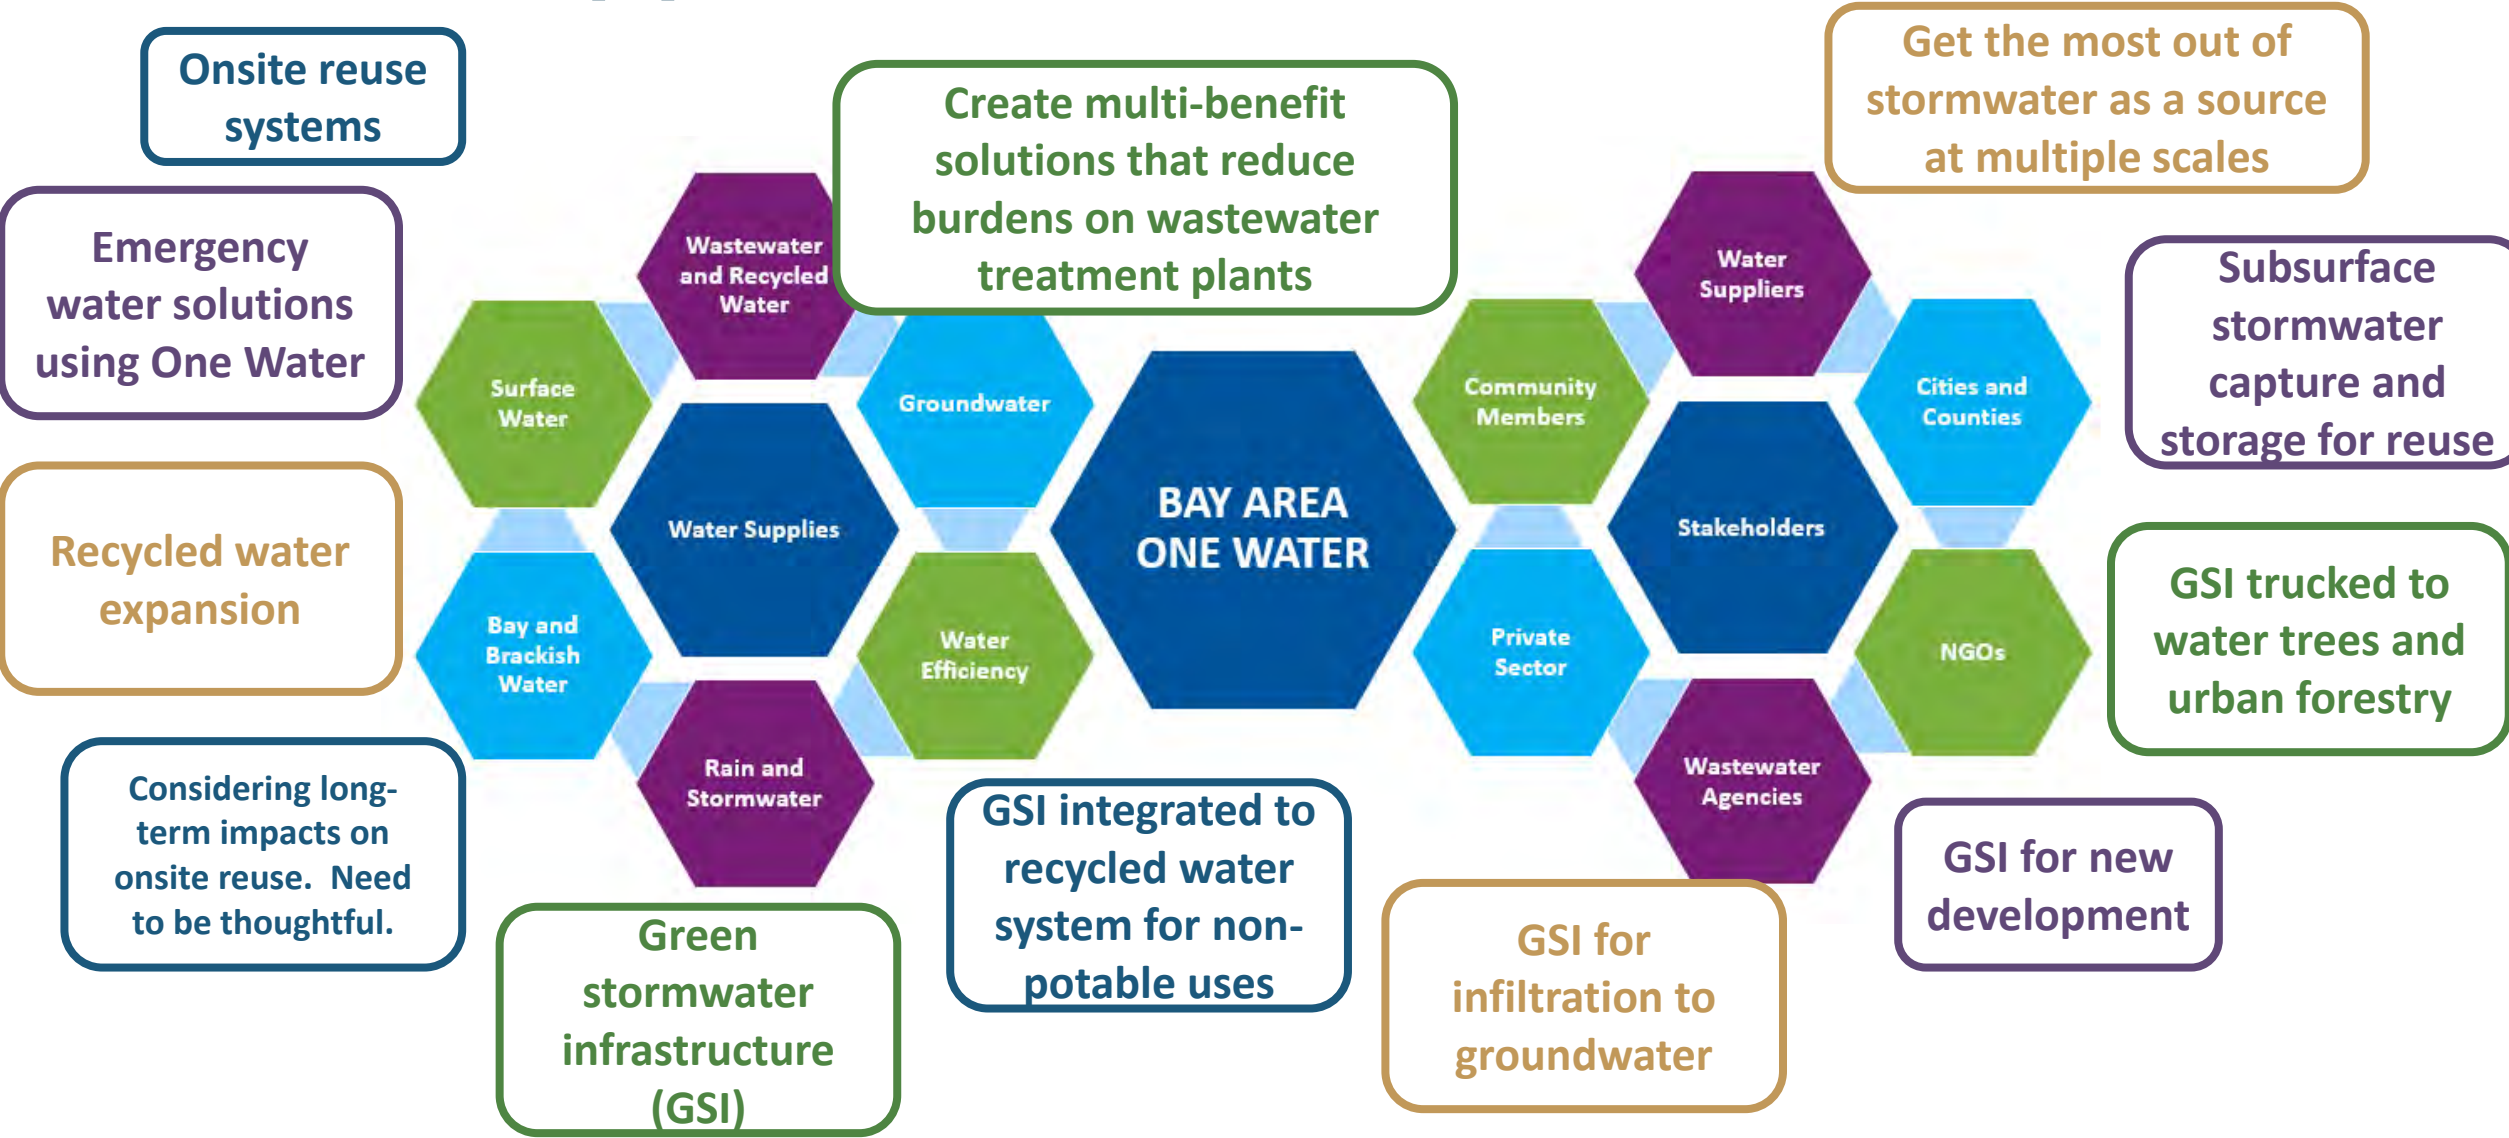 Onsite reuse
systems
Create multi-benefit
solutions that reduce
burdens on wastewater
treatment plants
Get the most out of
stormwater as a source
at multiple scales
Emergency
water solutions
using One Water
Wastewater
and Recycled
Water
Water
Suppliers
Subsurface
stormwater
capture and
storage for reuse
Surface
Water
Groundwater
Community
Members
Cities and
Counties
Recycled water
expansion
Water Supplies
BAY AREA
ONE WATER
Stakeholders
GSI trucked to
water trees and
urban forestry
Bay and
Brackish
Water
Water
Efficiency
Private
Sector
NGOs
Considering long-
term impacts on
onsite reuse.  Need
to be thoughtful.
Rain and
Stormwater
GSI integrated to
recycled water
system for non-
potable uses
Wastewater
Agencies
GSI for new
development
Green
stormwater
infrastructure
(GSI)
GSI for
infiltration to
groundwater